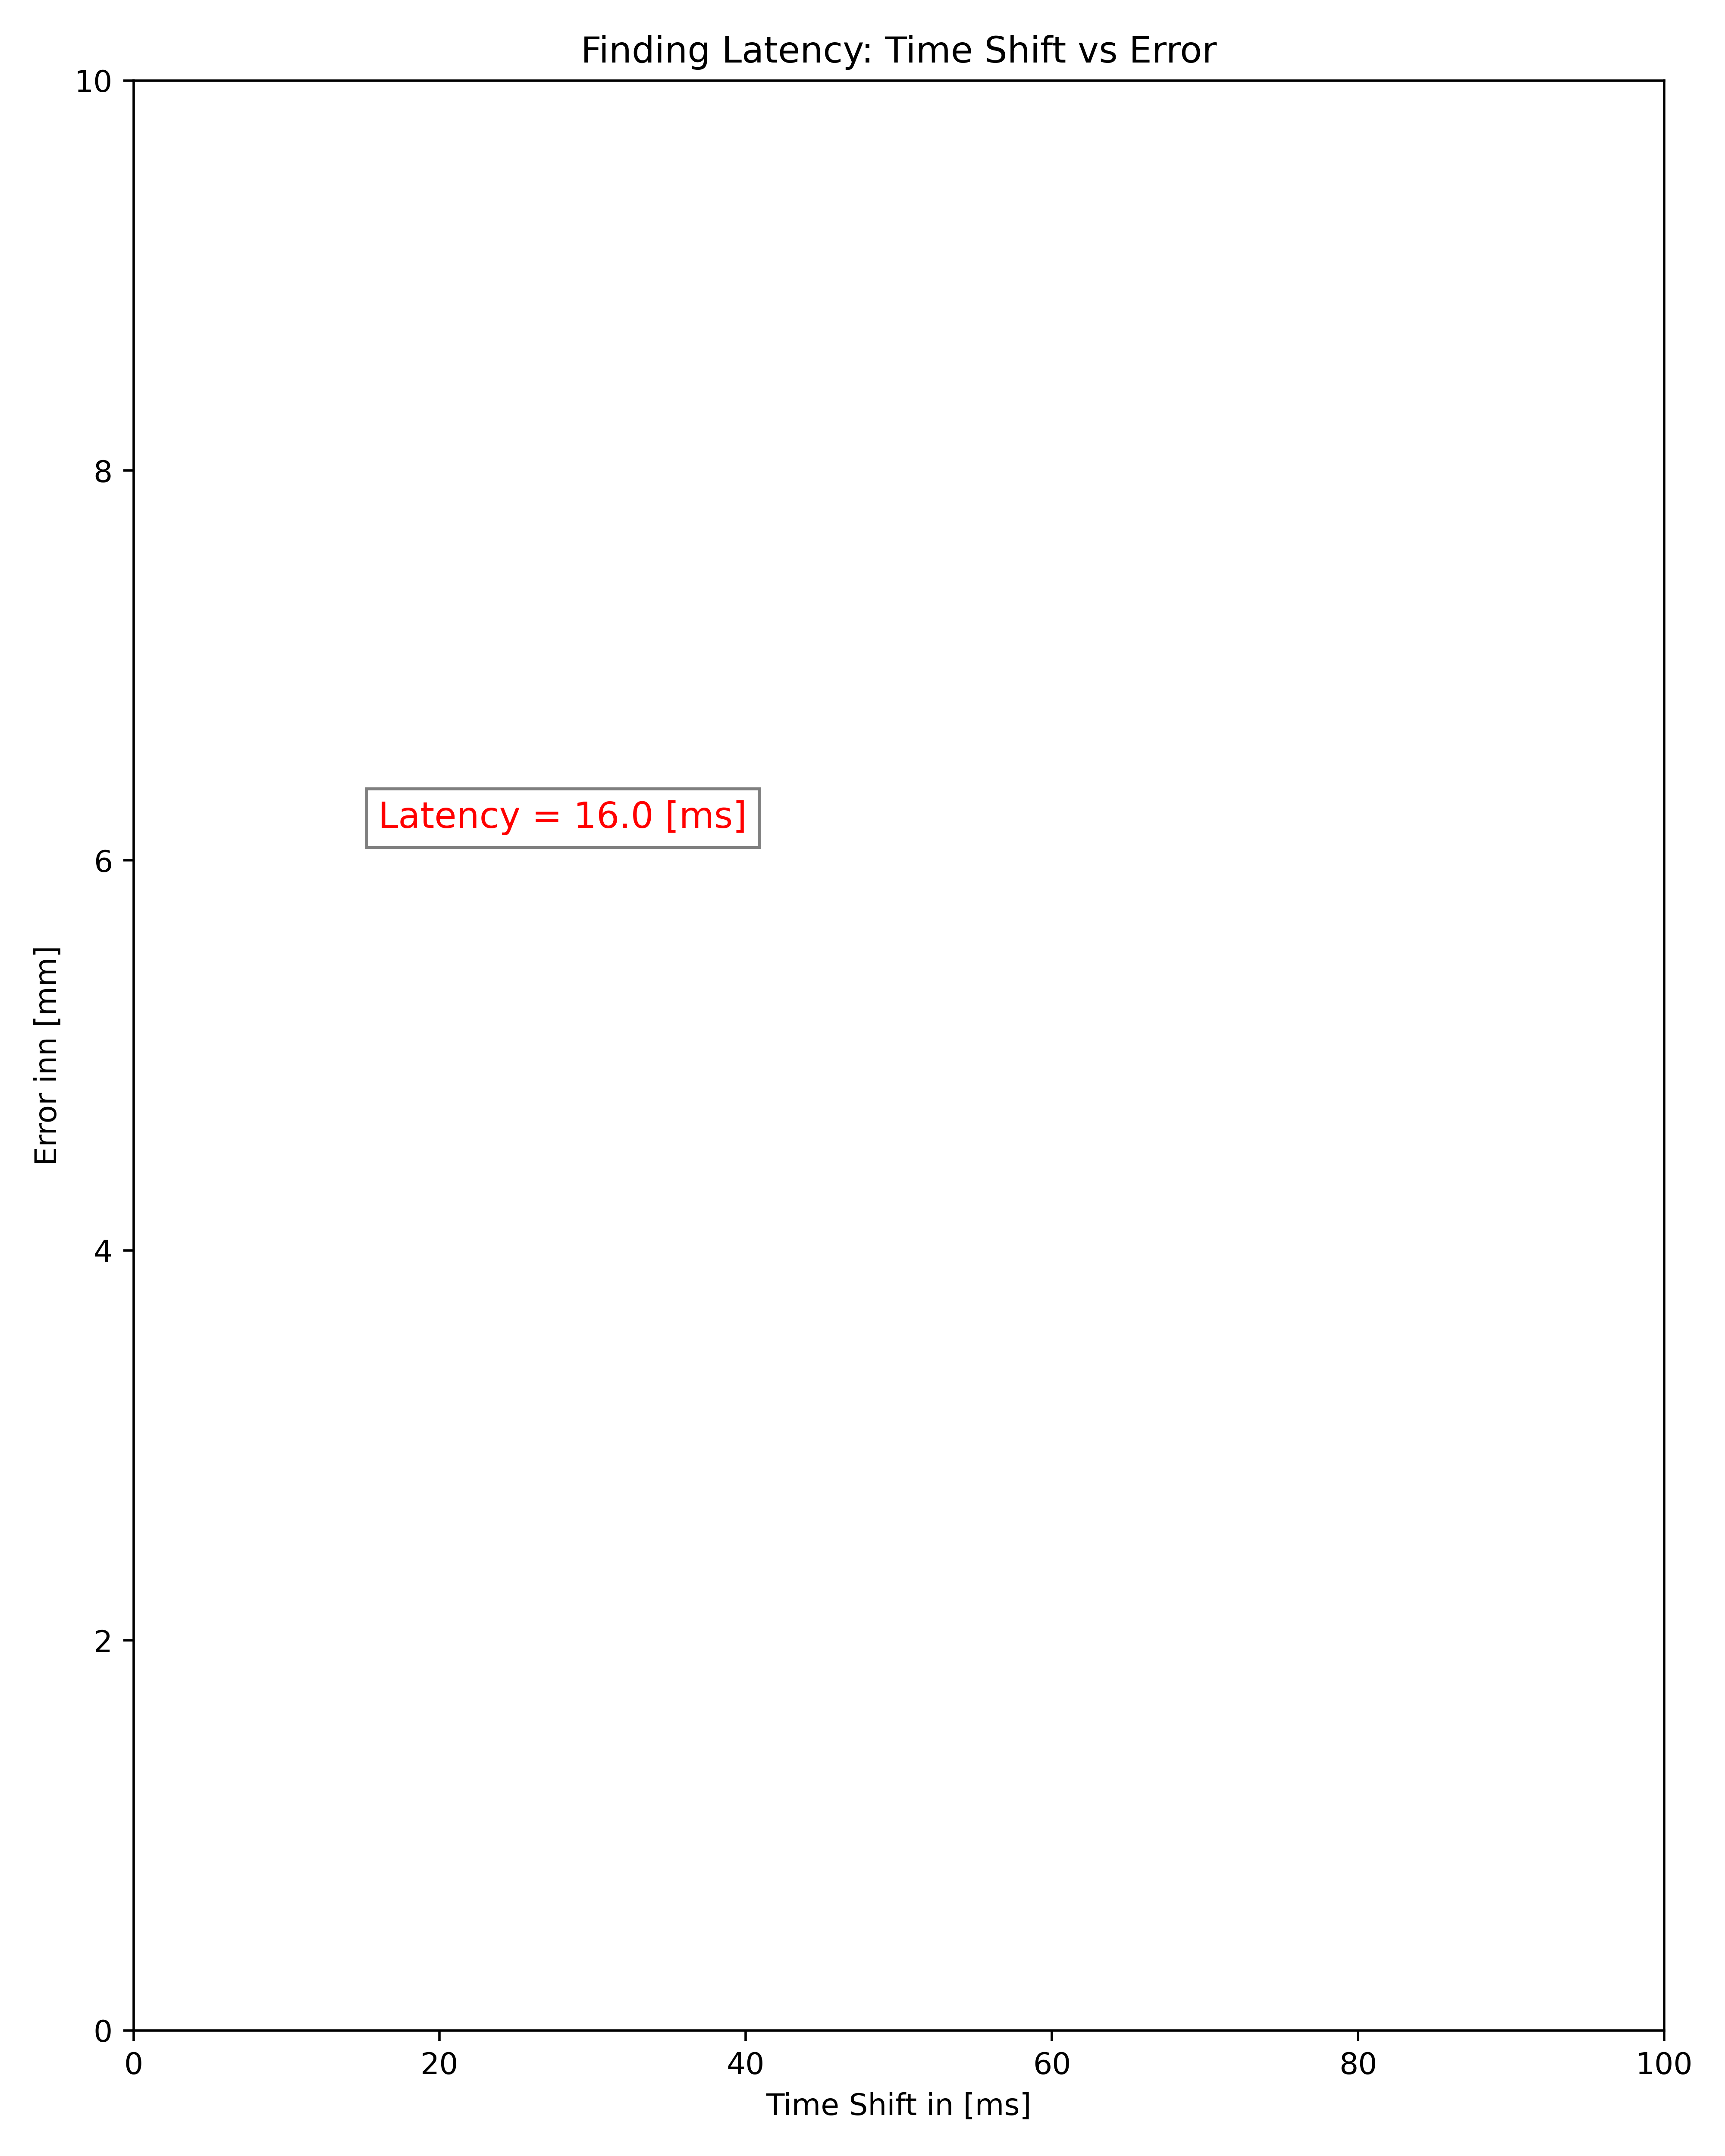 Finding Latency: Time Shift vs Error
10
8
6
4
2
0
Latency = 16.0 [ms]
Error inn [mm]
0 20 40 60 80 100
Time Shift in [ms]